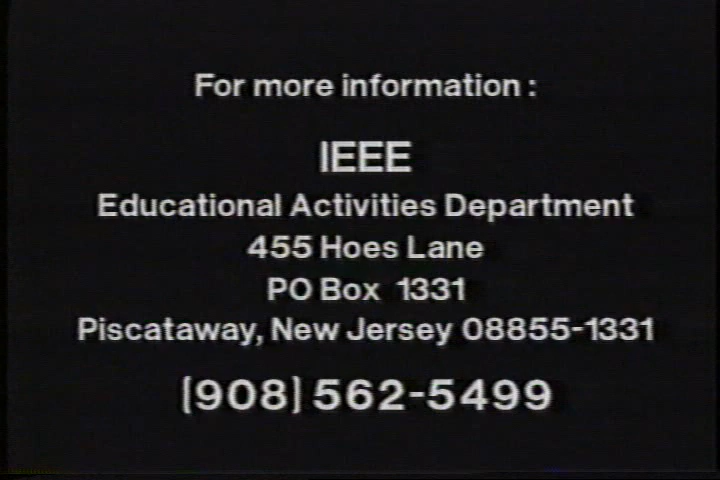 For more information :
IEEE
Educational Activities Department
455 Hoes Lane
PO Box 1331
Piscataway, New Jersey 08855-1331
(908) 562-5499